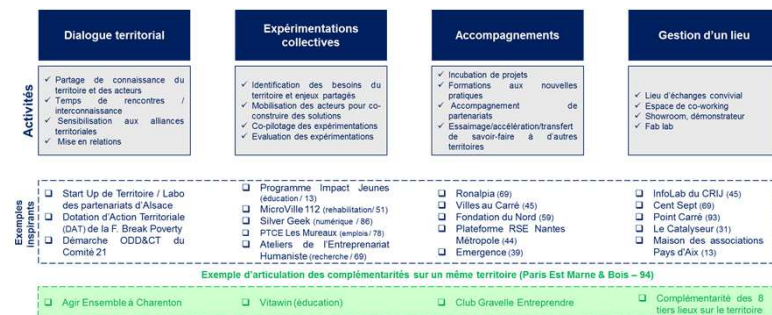 Dialogue territorial
Expérimentations
collectives
Accompagnements
Gestion d'un lieu
Activités
✓ Partage de connaissance du
territoire et des acteurs
✓ Temps de rencontres /
interconnaissance
✓ Sensibilisation aux alliances
territoriales
✓ Mise en relations
✓ Identification des besoins du
territoire et enjeux partagés
✓ Mobilisation des acteurs pour co-
construire des solutions
✓ Co-pilotage des expérimentations
✓ Evaluation des expérimentations
✓ Incubation de projets
✓ Formations aux nouvelles
pratiques
✓ Accompagnement de
partenariats
✓ Essaimage/accélération/transfert
de savoir-faire à d'autres
territoires
✓ Lieu d'échanges convivial
✓ Espace de co-working
✓ Showroom, démonstrateur
✓ Fab lab
Exemples
inspirants
❑ Start Up de Territoire / Labo
des partenariats d'Alsace
❑ Dotation d'Action Territoriale
(DAT) de la F. Break Poverty
❑ Démarche ODD&CT du
Comité 21
❑ Programme Impact Jeunes
(éducation / 13)
❑ MicroVille 112 (rehabilitation/ 51)
❑ Silver Geek (numérique / 86)
❑ PTCE Les Mureaux (emplois / 78)
❑ Ateliers de l'Entreprenariat
Humaniste (recherche / 69)
❑ Ronalpia (69)
❑ Villes au Carré (45)
❑ Fondation du Nord (59)
❑ Plateforme RSE Nantes
Métropole (44)
❑ Emergence (39)
❑ InfoLab du CRIJ (45)
❑ Cent Sept (69)
❑ Point Carré (93)
❑ Le Catalyseur (31)
❑ Maison des associations
Pays d'Aix (13)
Exemple d'articulation des complémentarités sur un même territoire (Paris Est Marne & Bois – 94)
❑ Agir Ensemble à Charenton
❑ Vitawin (éducation)
❑ Club Gravelle Entreprendre
❑ Complémentarité des 8
tiers lieux sur le territoire